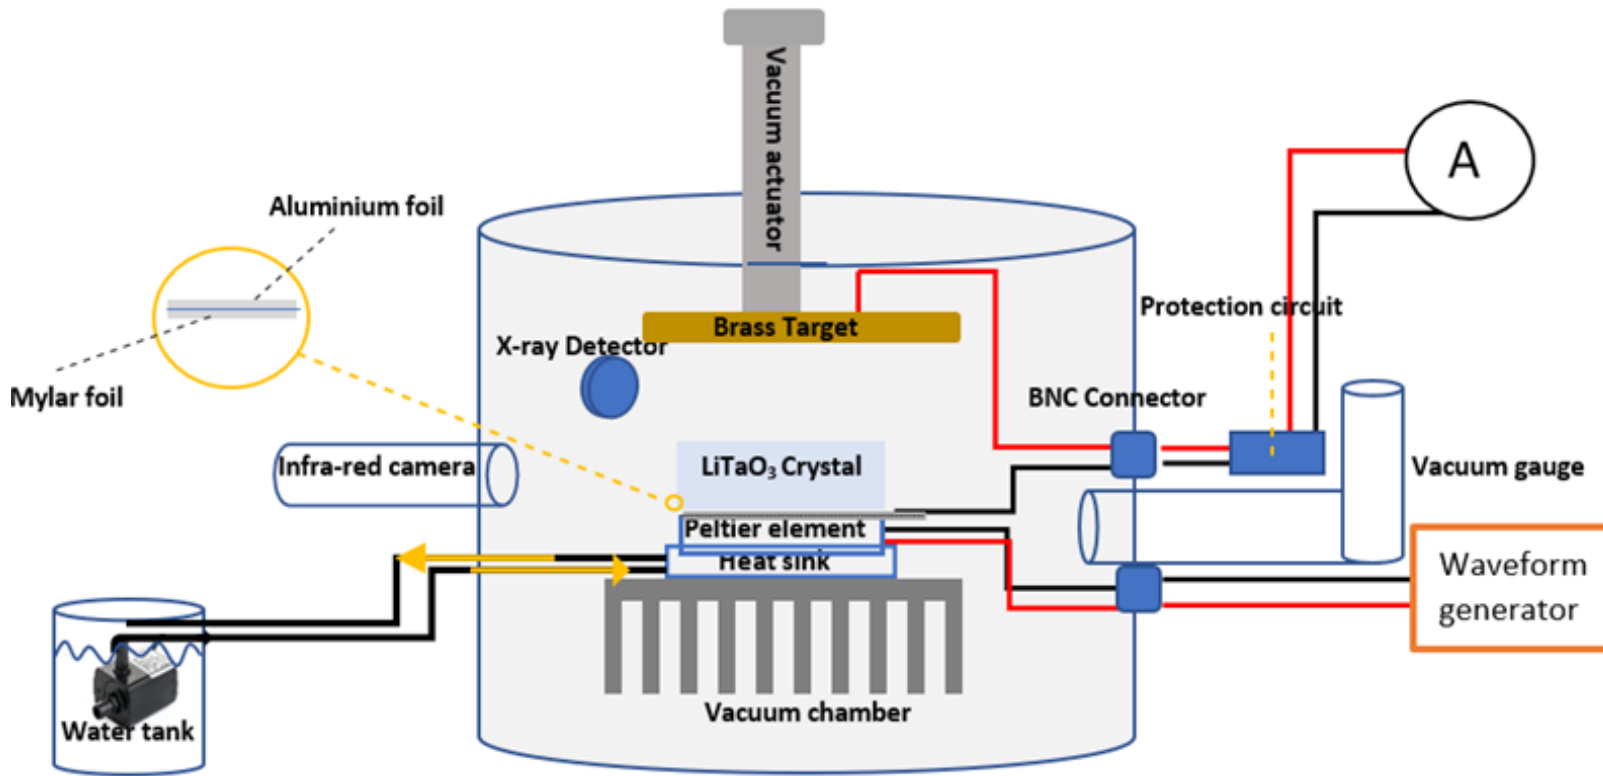 Vacuum actuator
A
Aluminium foil
Protection circuit
Brass Target
X-ray Detector
Mylar foil
BNC Connector
Infra-red camera
LiTaO₃ Crystal
Vacuum gauge
Peltier element
Heat sink
Waveform
generator
Vacuum chamber
Water tank